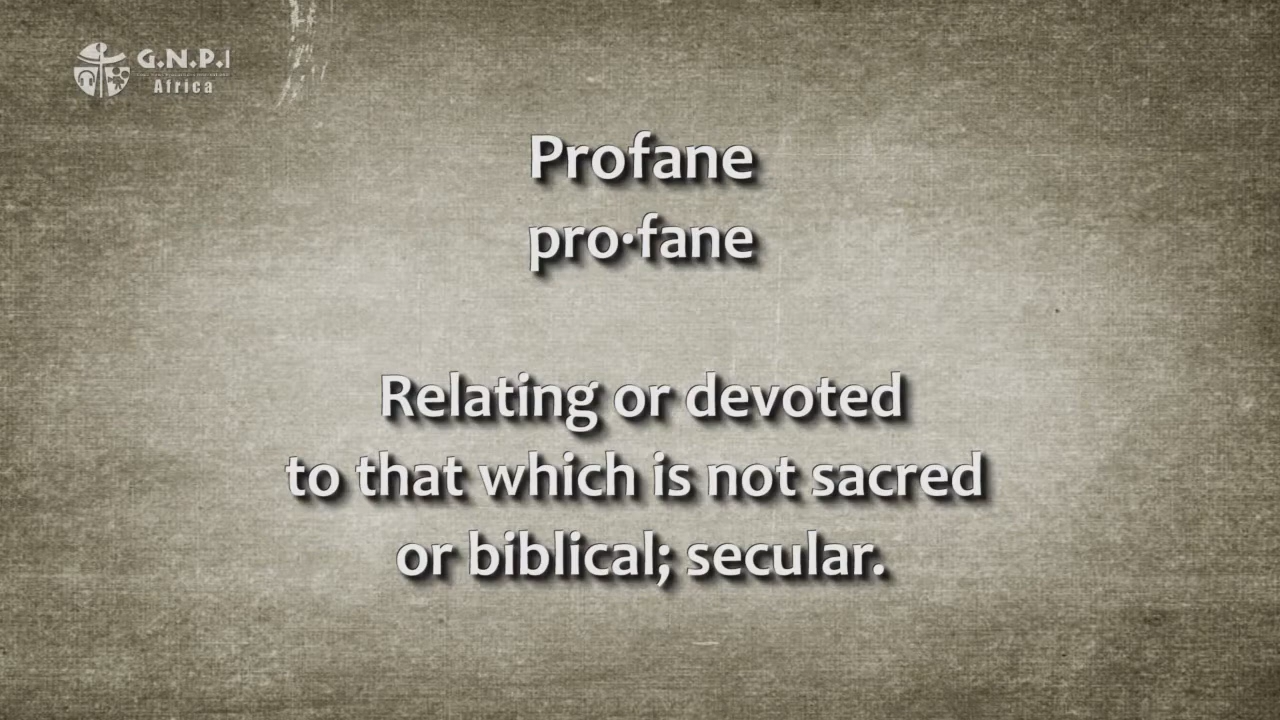 G.N.P.I
Africa
Profane
pro·fane
Relating or devoted
to that which is not sacred
or biblical; secular.